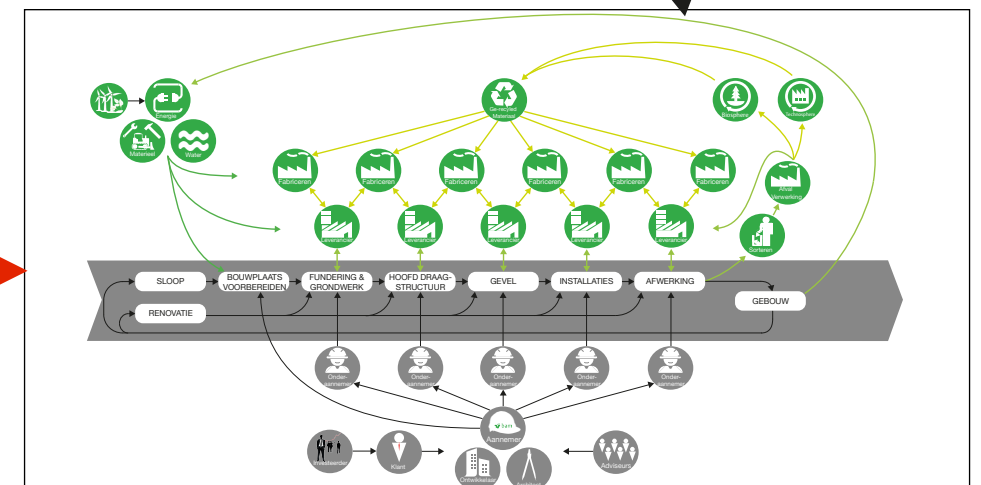 Energie
Materieel
Water
Ge-recycled
Materiaal
Biosphere
Technosphere
Fabriceren
Fabriceren
Fabriceren
Fabriceren
Fabriceren
Fabriceren
Afval
Verwerking
Leverancier
Leverancier
Leverancier
Leverancier
Leverancier
Sorteren
SLOOP
BOUWPLAATS
VOORBEREIDEN
FUNDERING &
GRONDWERK
HOOFD DRAAG-
STRUCTUUR
GEVEL
INSTALLATIES
AFWERKING
GEBOUW
RENOVATIE
Onder-
aannemer
Onder-
aannemer
Onder-
aannemer
Onder-
aannemer
Onder-
aannemer
Aannemer
Investeerder
Klant
Ontwikkelaar
Adviseurs